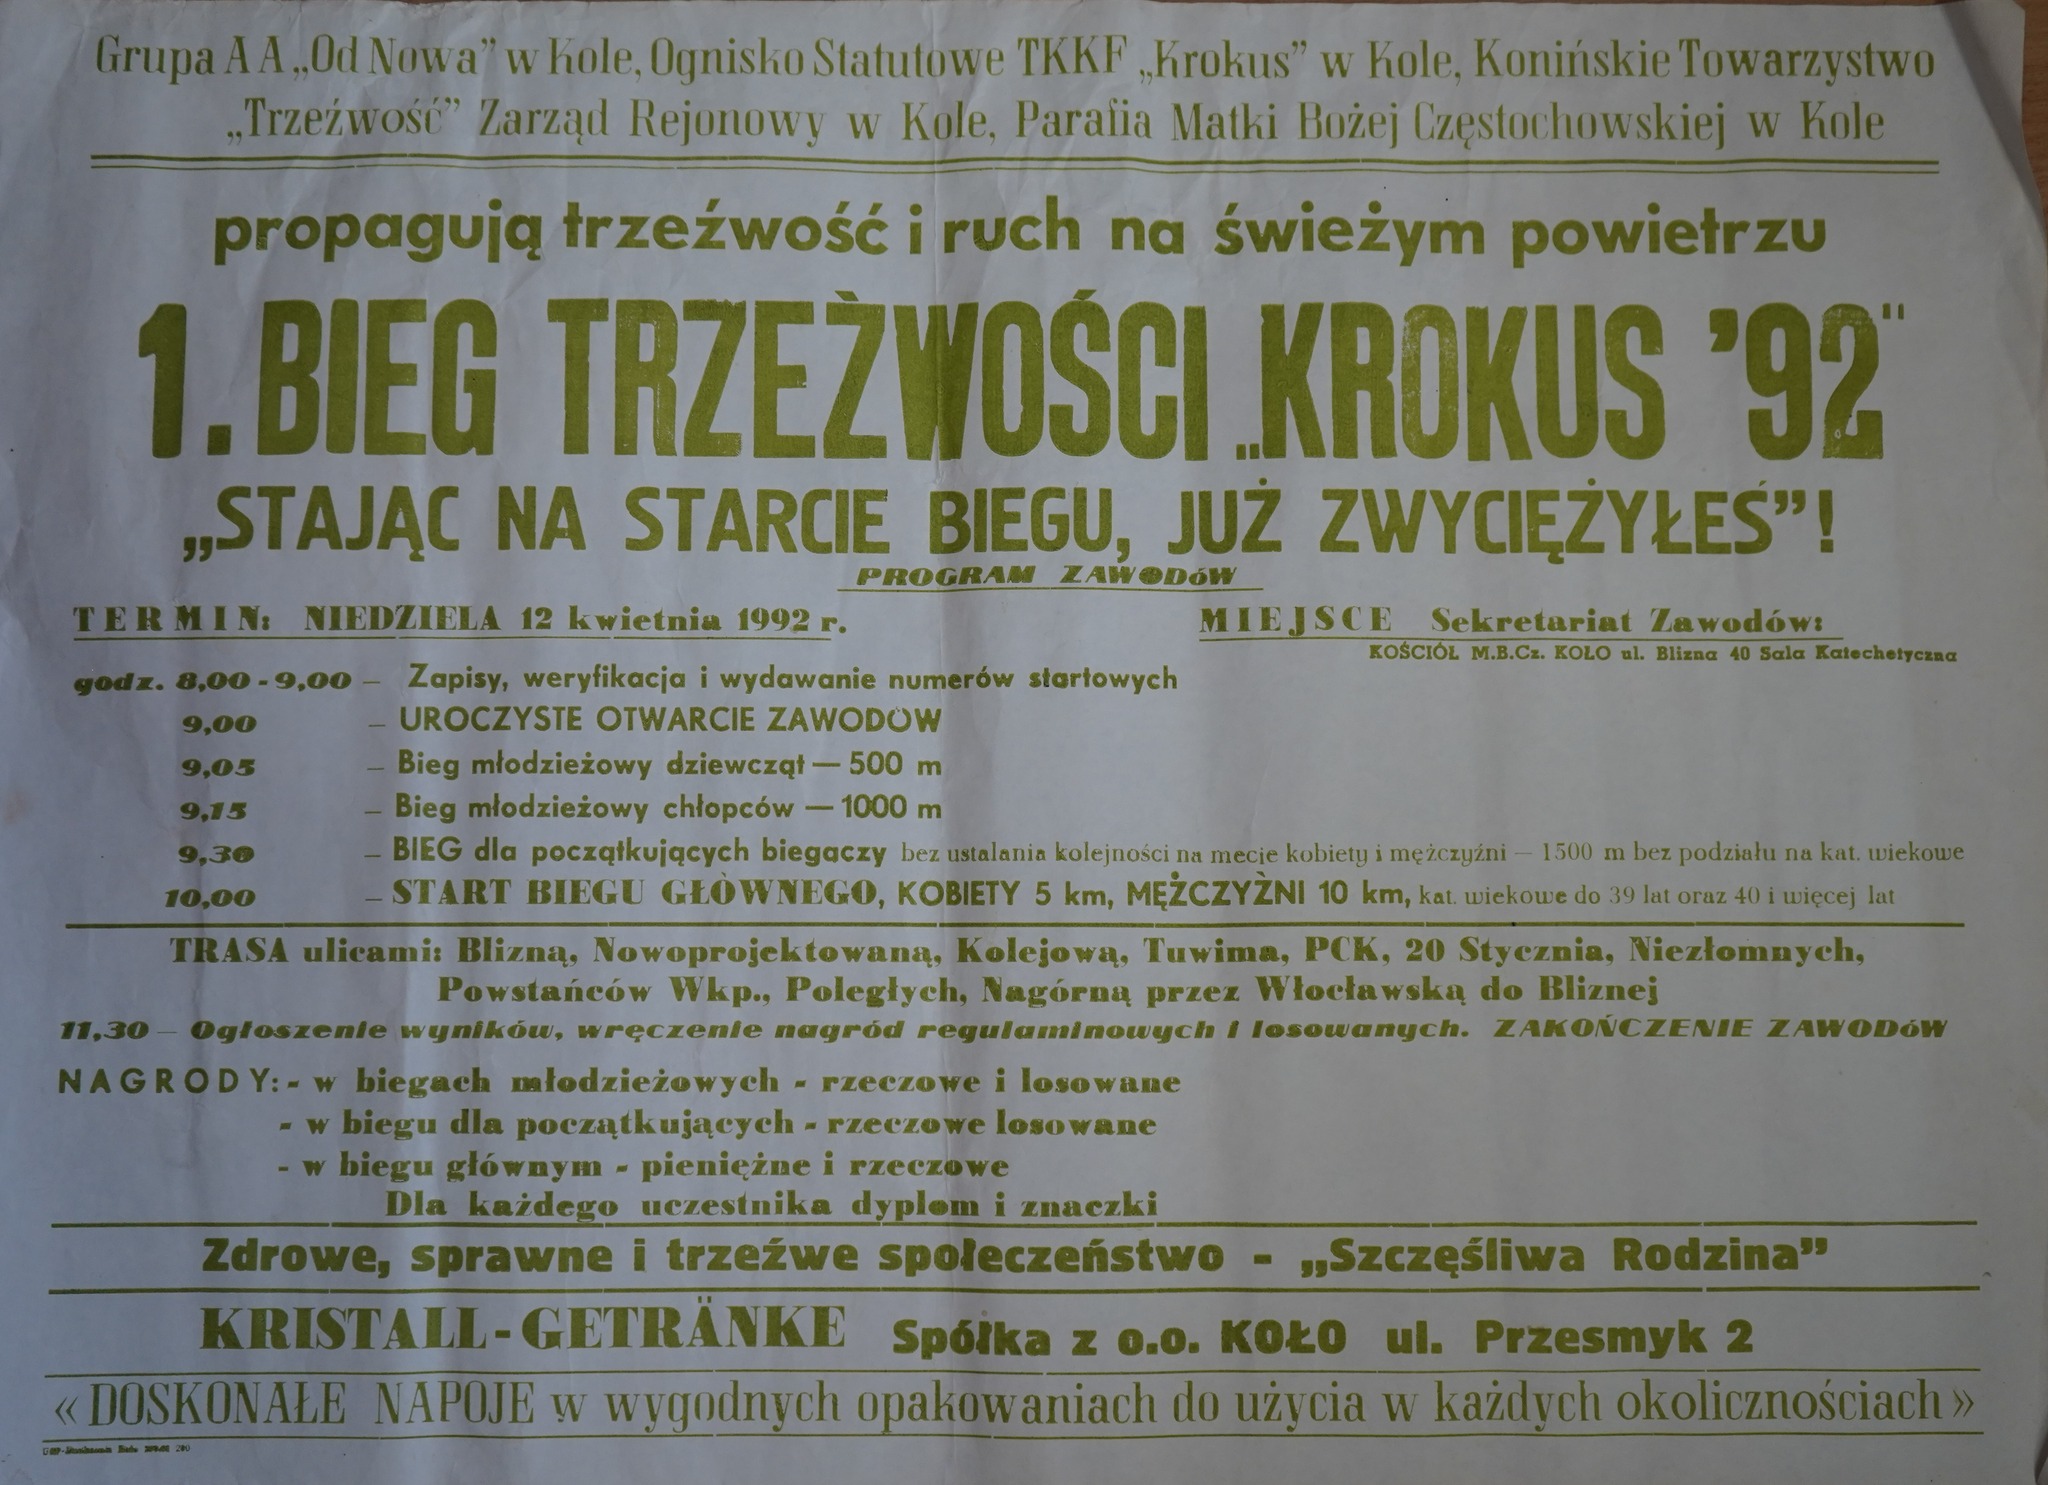 Grupa AA „Od Nowa” w Kole, Ognisko Statutowe TKKF „Krokus” w Kole, Konińskie Towarzystwo
„Trzeźwość” Zarząd Rejonowy w Kole, Parafia Matki Bożej Częstochowskiej w Kole
propagują trzeźwość i ruch na świeżym powietrzu
1. BIEG TRZEŻWOŚCI „KROKUS ’92"
„STAJĄC NA STARCIE BIEGU, JUŻ ZWYCIĘŻYŁEŚ”!
PROGRAM ZAWODóW
TERMIN: NIEDZIELA 12 kwietnia 1992 r.
MIEJSCE Sekretariat Zawodów:
KOŚCIÓŁ M.B.Cz. KOŁO ul. Blizna 40 Sala Katechetyczna
godz. 8,00 - 9,00 – Zapisy, weryfikacja i wydawanie numerów startowych
9,00 – UROCZYSTE OTWARCIE ZAWODÓW
9,05 – Bieg młodzieżowy dziewcząt — 500 m
9,15 – Bieg młodzieżowy chłopców — 1000 m
9,30 – BIEG dla początkujących biegaczy bez ustalania kolejności na mecie kobiety i mężczyźni — 1500 m bez podziału na kat. wiekowe
10,00 – START BIEGU GŁÓWNEGO, KOBIETY 5 km, MĘŻCZYŻNI 10 km, kat. wiekowe do 39 lat oraz 40 i więcej lat
TRASA ulicami: Blizną, Nowoprojektowaną, Kolejową, Tuwima, PCK, 20 Stycznia, Niezłomnych,
Powstańców Wkp., Poległych, Nagórną przez Włocławską do Bliznej
11,30 – Ogłoszenie wyników, wręczenie nagród regulaminowych i losowanych. ZAKOŃCZENIE ZAWODóW
NAGRODY: - w biegach młodzieżowych - rzeczowe i losowane
- w biegu dla początkujących - rzeczowe losowane
- w biegu głównym - pieniężne i rzeczowe
Dla każdego uczestnika dyplom i znaczki
Zdrowe, sprawne i trzeźwe społeczeństwo - „Szczęśliwa Rodzina”
KRISTALL-GETRÄNKE Spółka z o.o. KOŁO ul. Przesmyk 2
« DOSKONAŁE NAPOJE w wygodnych opakowaniach do użycia w każdych okolicznościach »